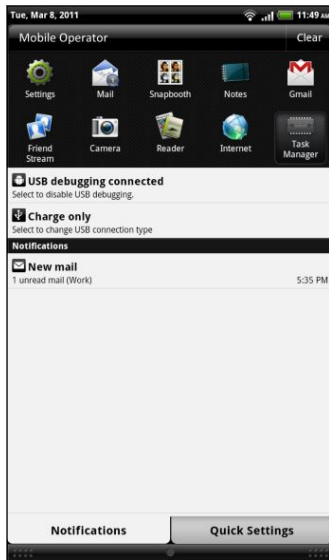 Tue, Mar 8, 2011 11:49 AM
Mobile Operator Clear
Settings Mail Snapbooth Notes Gmail
Friend Stream Camera Reader Internet Task Manager
USB debugging connected
Select to disable USB debugging.
Charge only
Select to change USB connection type
Notifications
New mail
1 unread mail (Work) 5:35 PM
Notifications Quick Settings